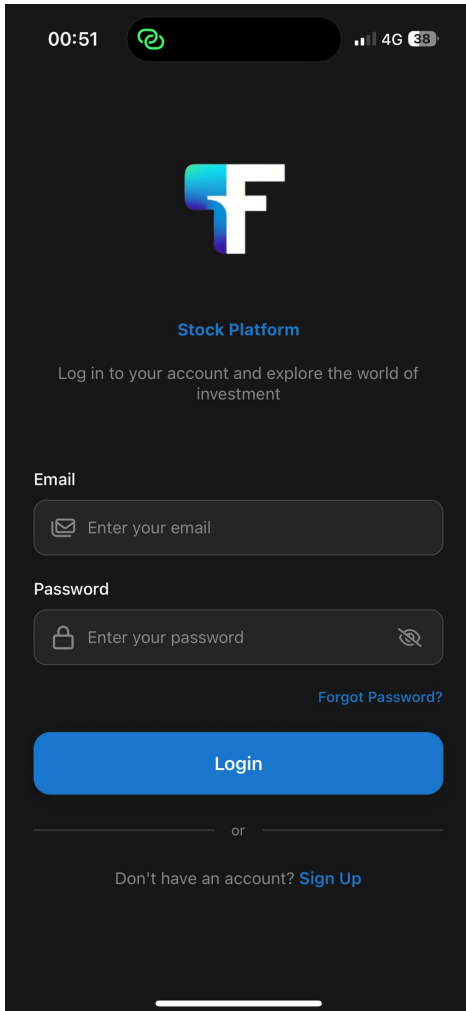 00:51 4G 38
F
Stock Platform
Log in to your account and explore the world of
investment
Email
Enter your email
Password
Enter your password
Forgot Password?
Login
or
Don't have an account? Sign Up